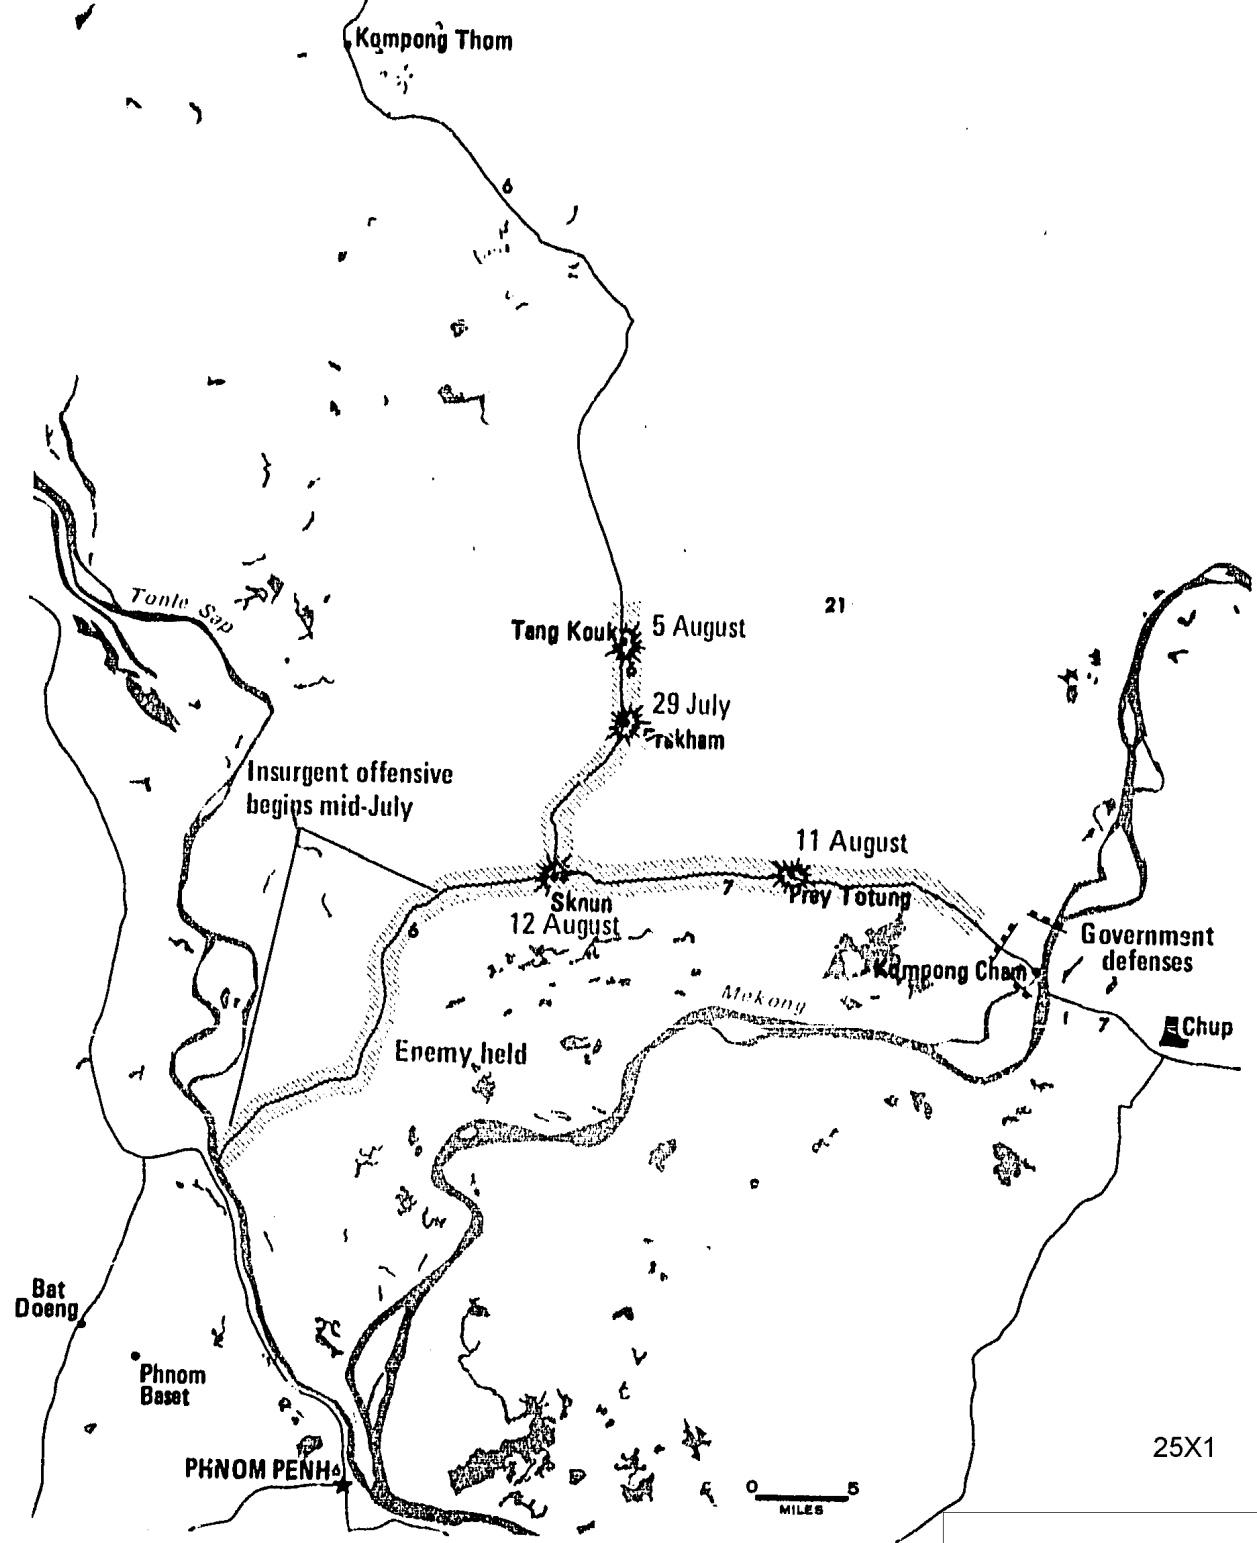 Kompong Thom
6
Tonle Sap
21
Tang Kouk
5 August
6
29 July
Prakham
Insurgent offensive
begins mid-July
11 August
7
Prey Totung
Sknun
12 August
6
Government
defenses
Kompong Cham
Mekong
1
7
Chup
Enemy held
Bat
Doeng
Phnom
Baset
25X1
PHNOM PENH
0
5
MILES